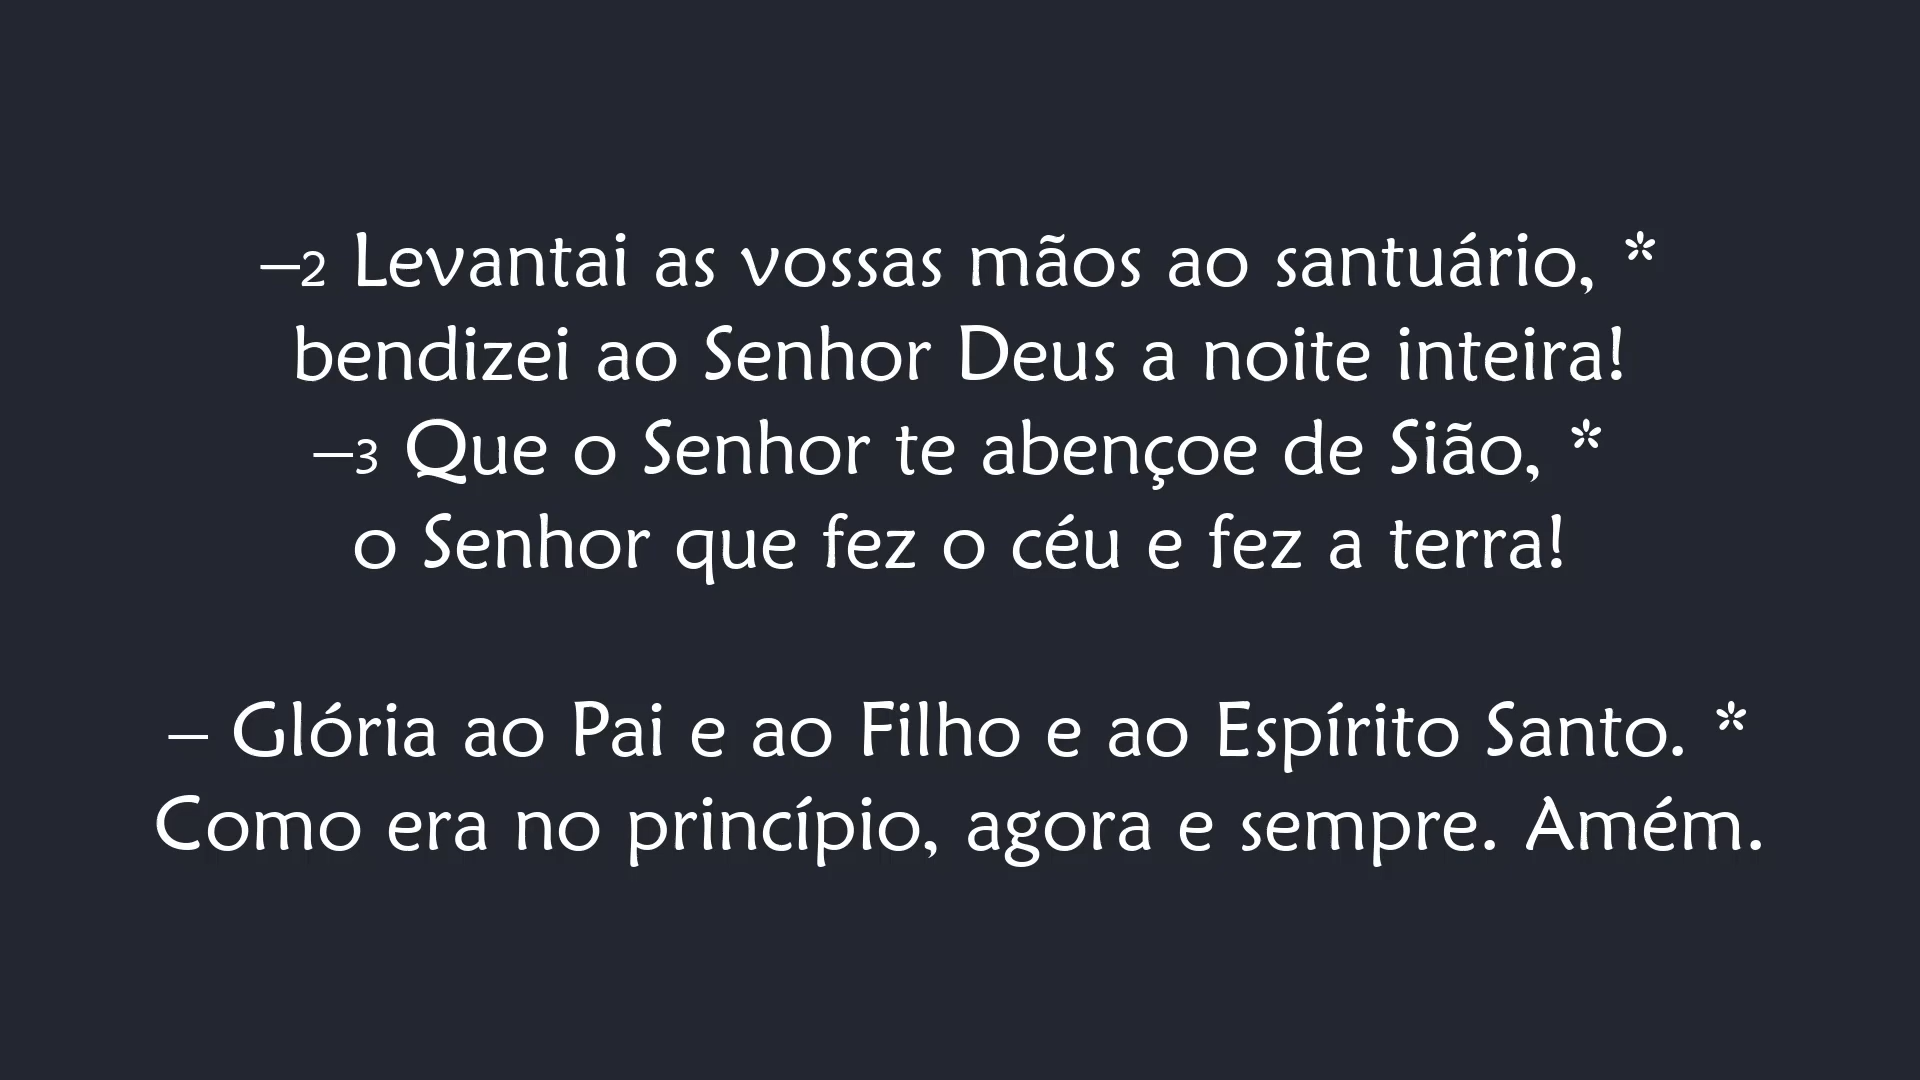 –2 Levantai as vossas mãos ao santuário, *
bendizei ao Senhor Deus a noite inteira!
–3 Que o Senhor te abençoe de Sião, *
o Senhor que fez o céu e fez a terra!
– Glória ao Pai e ao Filho e ao Espírito Santo. *
Como era no princípio, agora e sempre. Amém.